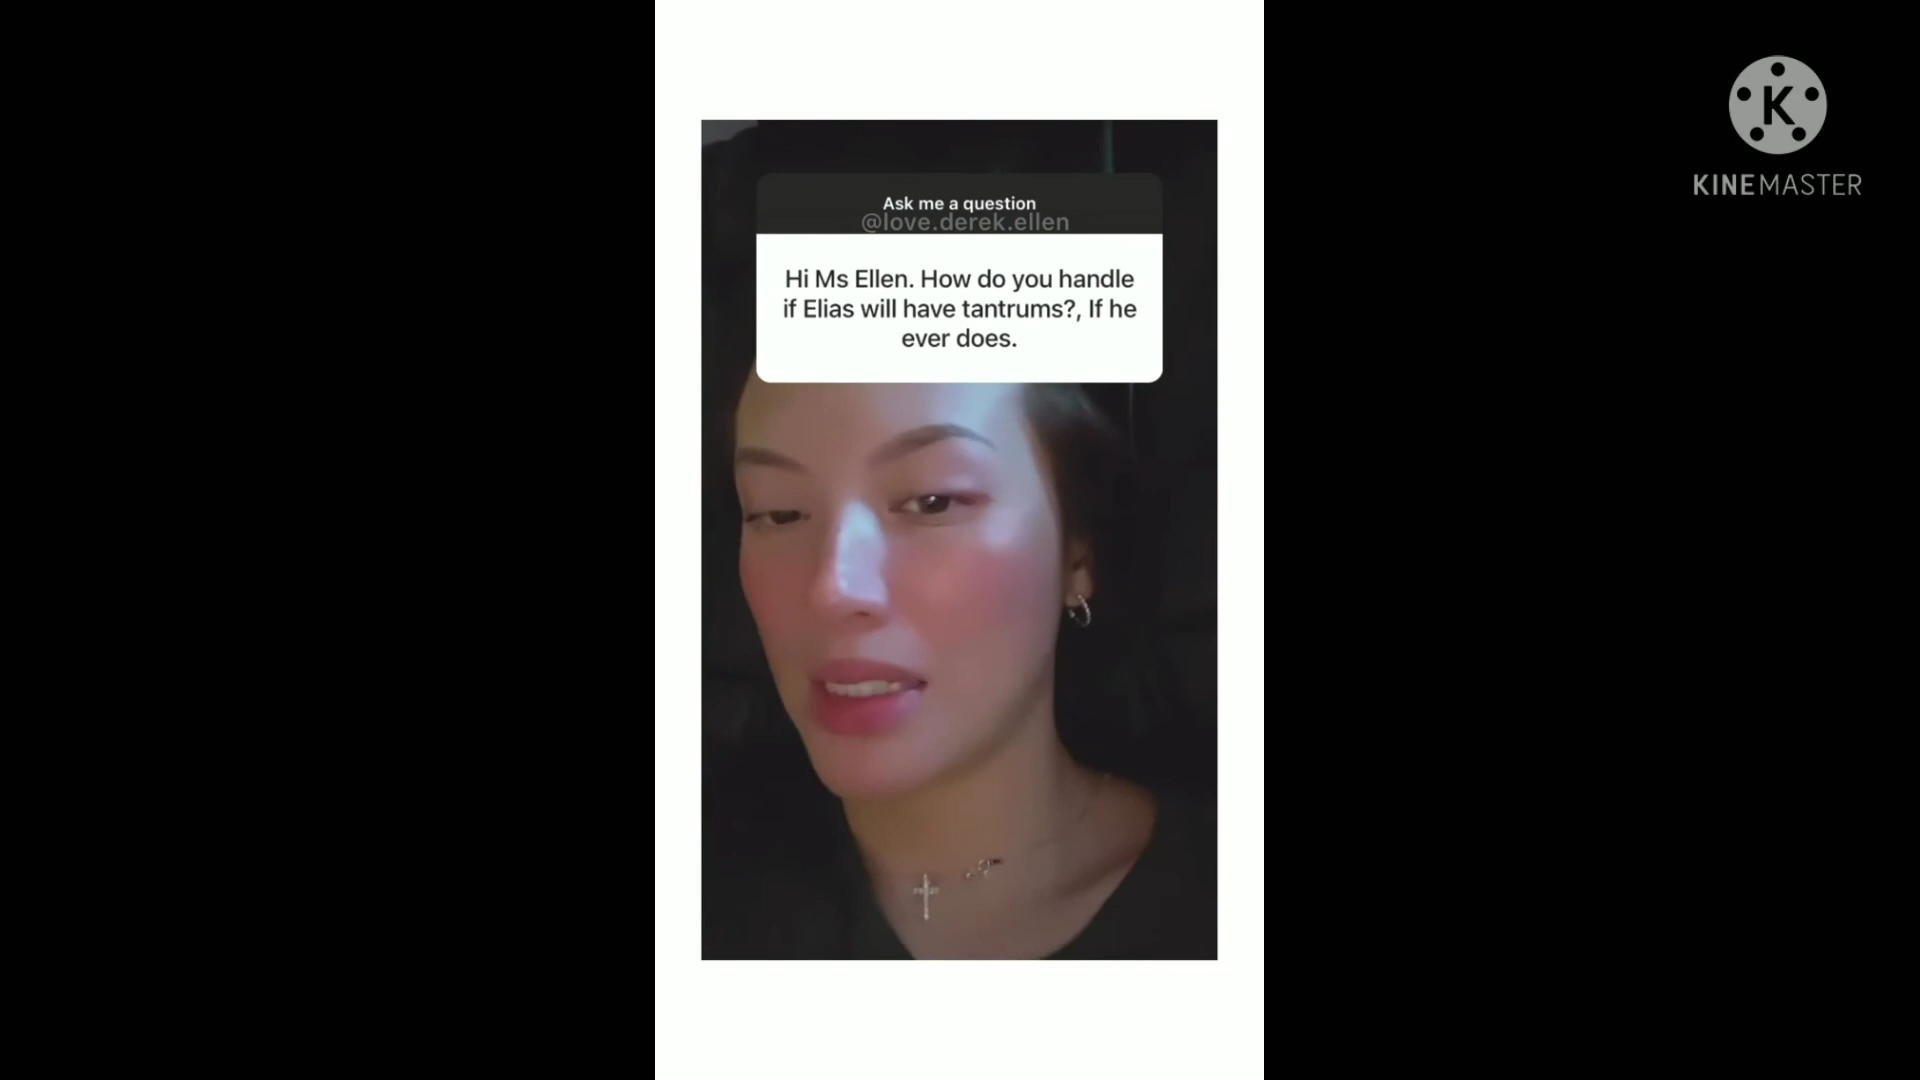 Ask me a question
@love.derek.ellen
Hi Ms Ellen. How do you handle
if Elias will have tantrums?, If he
ever does.
K
KINEMASTER